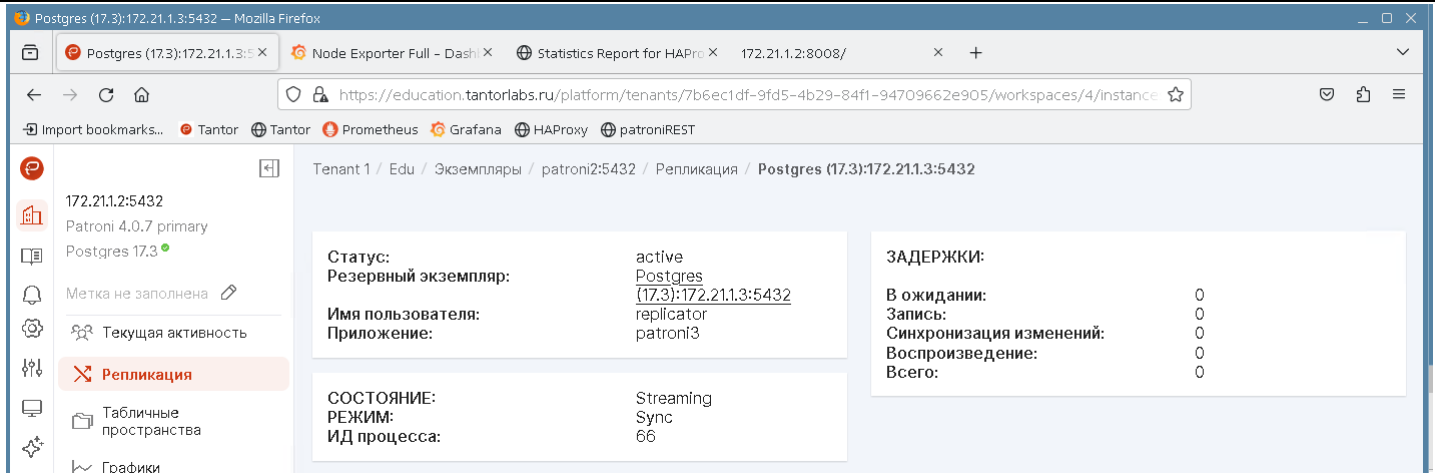 Postgres (17.3):172.21.1.3:5432 — Mozilla Firefox
Postgres (17.3):172.21.1.3:5 Node Exporter Full – Dash Statistics Report for HAPro 172.21.1.2:8008/
https://education.tantorlabs.ru/platform/tenants/7b6ec1df-9fd5-4b29-84f1-94709662e905/workspaces/4/instance
Import bookmarks... Tantor Tantor Prometheus Grafana HAProxy patroniREST
Tenant 1 / Edu / Экземпляры / patroni2:5432 / Репликация / Postgres (17.3):172.21.1.3:5432
172.21.1.2:5432
Patroni 4.0.7 primary
Postgres 17.3
Метка не заполнена
Текущая активность
Репликация
Табличные
пространства
Графики
Статус: active
Резервный экземпляр: Postgres
(17.3):172.21.1.3:5432
Имя пользователя: replicator
Приложение: patroni3
СОСТОЯНИЕ: Streaming
РЕЖИМ: Sync
ИД процесса: 66
ЗАДЕРЖКИ:
В ожидании: 0
Запись: 0
Синхронизация изменений: 0
Воспроизведение: 0
Всего: 0